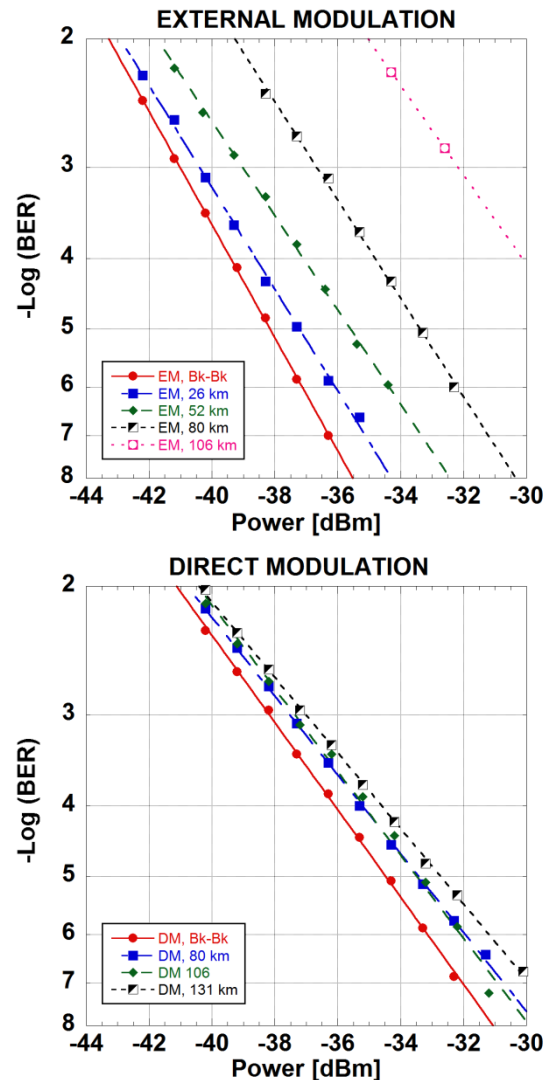 EXTERNAL MODULATION
2
3
4
5
6
7
8
-Log (BER)
EM, Bk-Bk
EM, 26 km
EM, 52 km
EM, 80 km
EM, 106 km
-44 -42 -40 -38 -36 -34 -32 -30
Power [dBm]
DIRECT MODULATION
2
3
4
5
6
7
8
-Log (BER)
DM, Bk-Bk
DM, 80 km
DM 106
DM, 131 km
-44 -42 -40 -38 -36 -34 -32 -30
Power [dBm]